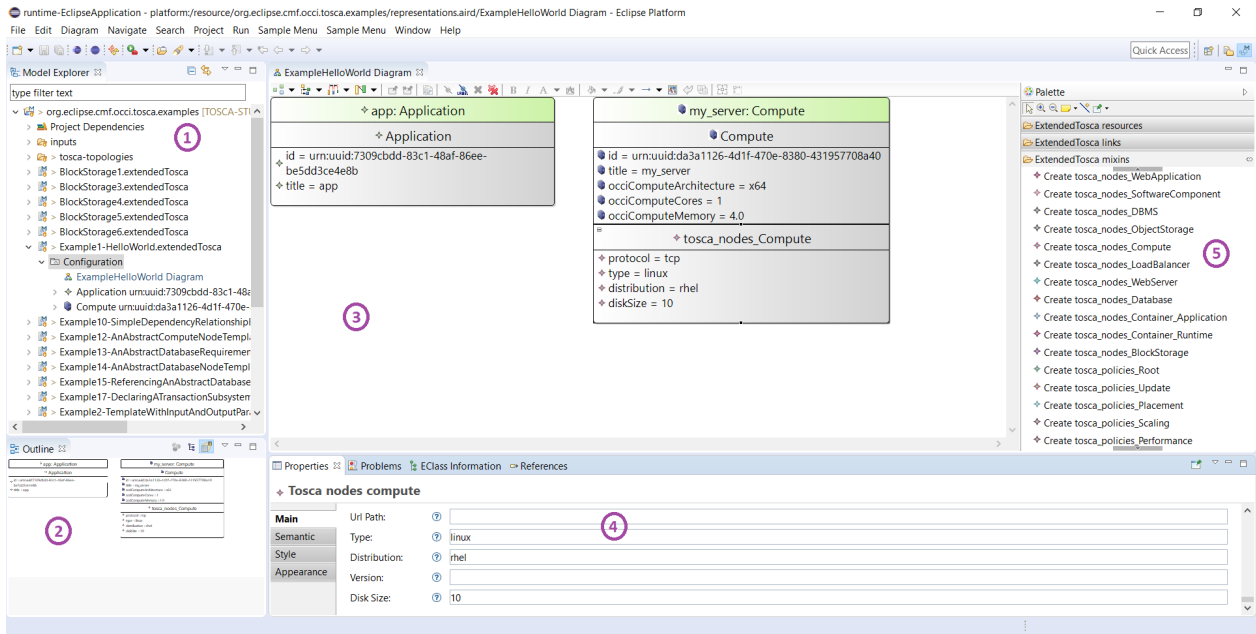 runtime-EclipseApplication - platform:/resource/org.eclipse.cmf.occi.tosca.examples/representations.aird/ExampleHelloWorld Diagram - Eclipse Platform
File Edit Diagram Navigate Search Project Run Sample Menu Sample Menu Window Help
Quick Access
Model Explorer
type filter text
> org.eclipse.cmf.occi.tosca.examples [TOSCA-STU
Project Dependencies
> inputs
> tosca-topologies
> BlockStorage1.extendedTosca
> BlockStorage3.extendedTosca
> BlockStorage4.extendedTosca
> BlockStorage5.extendedTosca
> BlockStorage6.extendedTosca
> Example1-HelloWorld.extendedTosca
> Configuration
ExampleHelloWorld Diagram
> Application urn:uuid:7309cbdd-83c1-48a
Compute urn:uuid:da3a1126-4d1f-470e-
> Example10-SimpleDependencyRelationshipI
> Example12-AnAbstractComputeNodeTempl
> Example13-AnAbstractDatabaseRequiremer
> Example14-AnAbstractDatabaseNodeTempl
> Example15-ReferencingAnAbstractDatabase
> Example17-DeclaringATransactionSubsystem
> Example2-TemplateWithInputAndOutputPar
1
Outline
app: Application
Application
my_server: Compute
Compute
tosca_nodes_Compute
2
ExampleHelloWorld Diagram
app: Application
Application
id = urn:uuid:7309cbdd-83c1-48af-86ee-
be5dd3ce4e8b
title = app
my_server: Compute
Compute
id = urn:uuid:da3a1126-4d1f-470e-8380-431957708a40
title = my_server
occiComputeArchitecture = x64
occiComputeCores = 1
occiComputeMemory = 4.0
tosca_nodes_Compute
protocol = tcp
type = linux
distribution = rhel
diskSize = 10
3
Palette
ExtendedTosca resources
ExtendedTosca links
ExtendedTosca mixins
Create tosca_nodes_WebApplication
Create tosca_nodes_SoftwareComponent
Create tosca_nodes_DBMS
Create tosca_nodes_ObjectStorage
Create tosca_nodes_Compute
Create tosca_nodes_LoadBalancer
Create tosca_nodes_WebServer
Create tosca_nodes_Database
Create tosca_nodes_Container_Application
Create tosca_nodes_Container_Runtime
Create tosca_nodes_BlockStorage
Create tosca_policies_Root
Create tosca_policies_Update
Create tosca_policies_Placement
Create tosca_policies_Scaling
Create tosca_policies_Performance
5
Properties Problems EClass Information References
Tosca nodes compute
Main
Semantic
Style
Appearance
Url Path:
Type: linux
Distribution: rhel
Version:
Disk Size: 10
4